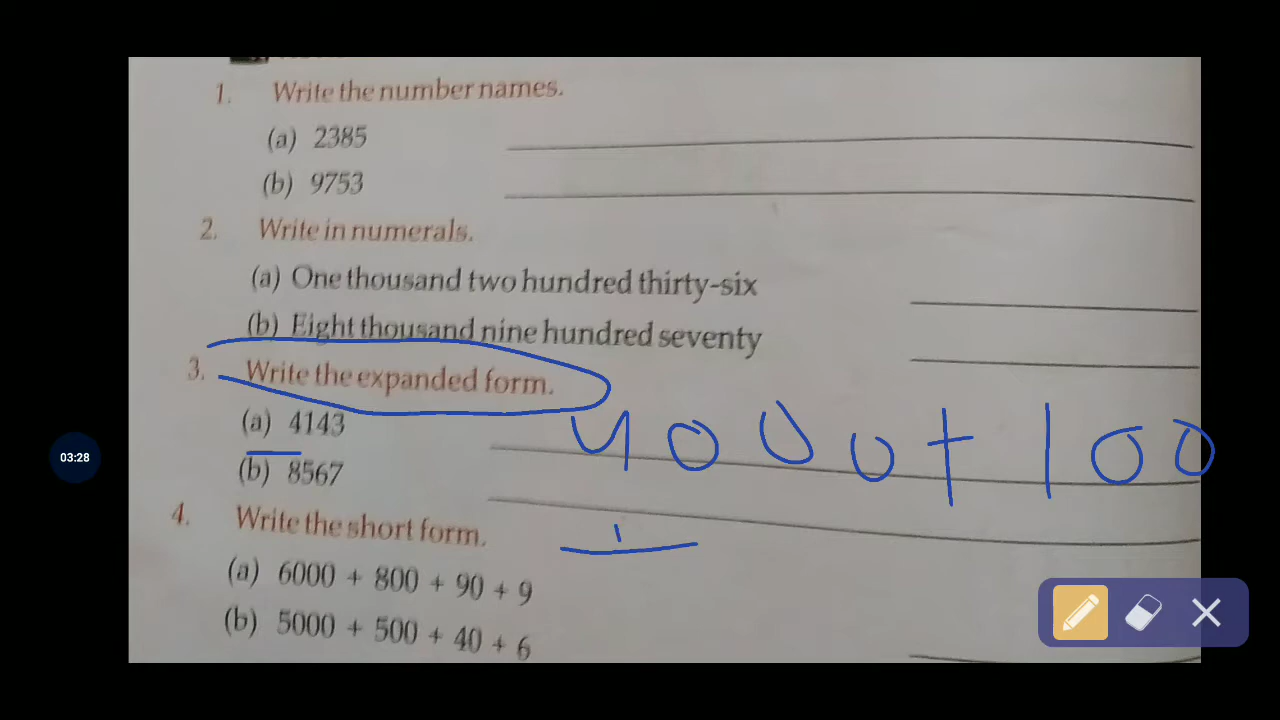 1. Write the number names.
(a) 2385
(b) 9753
2. Write in numerals.
(a) One thousand two hundred thirty-six
(b) Eight thousand nine hundred seventy
3. Write the expanded form.
(a) 4143 4000 + 100
03:28
(b) 8567
4. Write the short form.
(a) 6000 + 800 + 90 + 9
(b) 5000 + 500 + 40 + 6